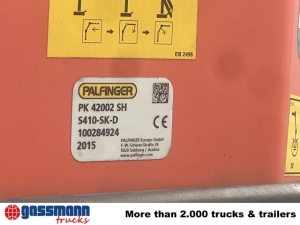 EB 2496
PALFINGER
PK 42002 SH
S410-SK-D
100284924
2015
PALFINGER Europe GmbH
F.-W.-Scherer-Straße 24
5020 Salzburg / Austria
www.palfinger.com
gassmann
trucks
More than 2.000 trucks & trailers